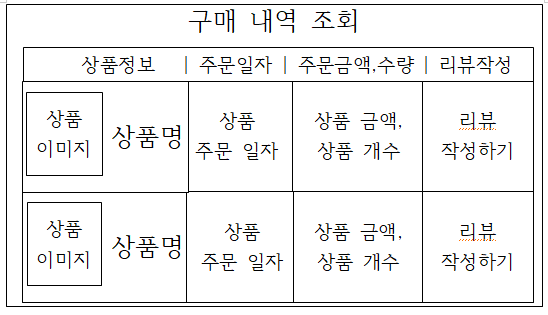 구매 내역 조회
상품정보 | 주문일자 | 주문금액,수량 | 리뷰작성
상품
이미지
상품명
상품
주문 일자
상품 금액,
상품 개수
리뷰
작성하기
상품
이미지
상품명
상품
주문 일자
상품 금액,
상품 개수
리뷰
작성하기